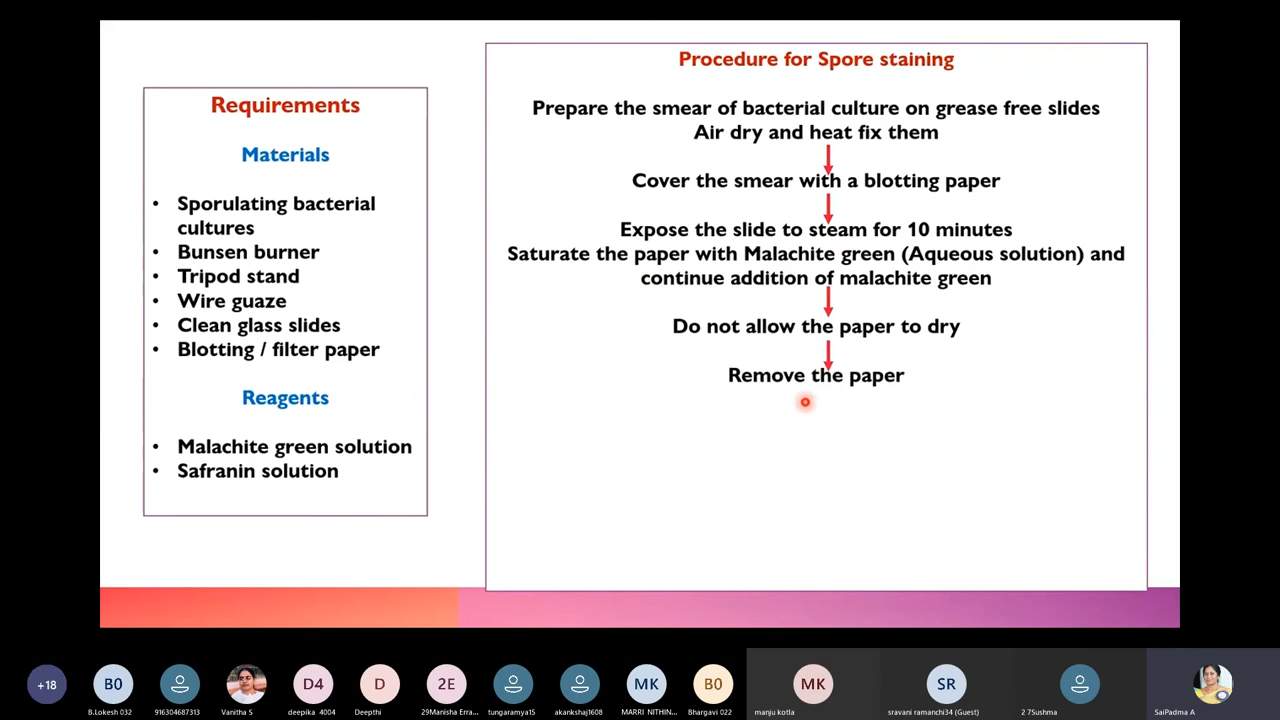 Requirements
Materials
• Sporulating bacterial
cultures
• Bunsen burner
• Tripod stand
• Wire guaze
• Clean glass slides
• Blotting / filter paper
Reagents
• Malachite green solution
• Safranin solution
Procedure for Spore staining
Prepare the smear of bacterial culture on grease free slides
Air dry and heat fix them
Cover the smear with a blotting paper
Expose the slide to steam for 10 minutes
Saturate the paper with Malachite green (Aqueous solution) and
continue addition of malachite green
Do not allow the paper to dry
Remove the paper
+18
B0
D4
D
2E
MK
B0
MK
SR
B.Lokesh 032
916304687313
Vanitha S
deepika 4004
Deepthi
29Manisha Erra...
tungaramya15
akankshaj1608
MARRI NITHIN...
Bhargavi 022
manju kotla
sravani ramanchi34 (Guest)
2 7Sushma
SaiPadma A